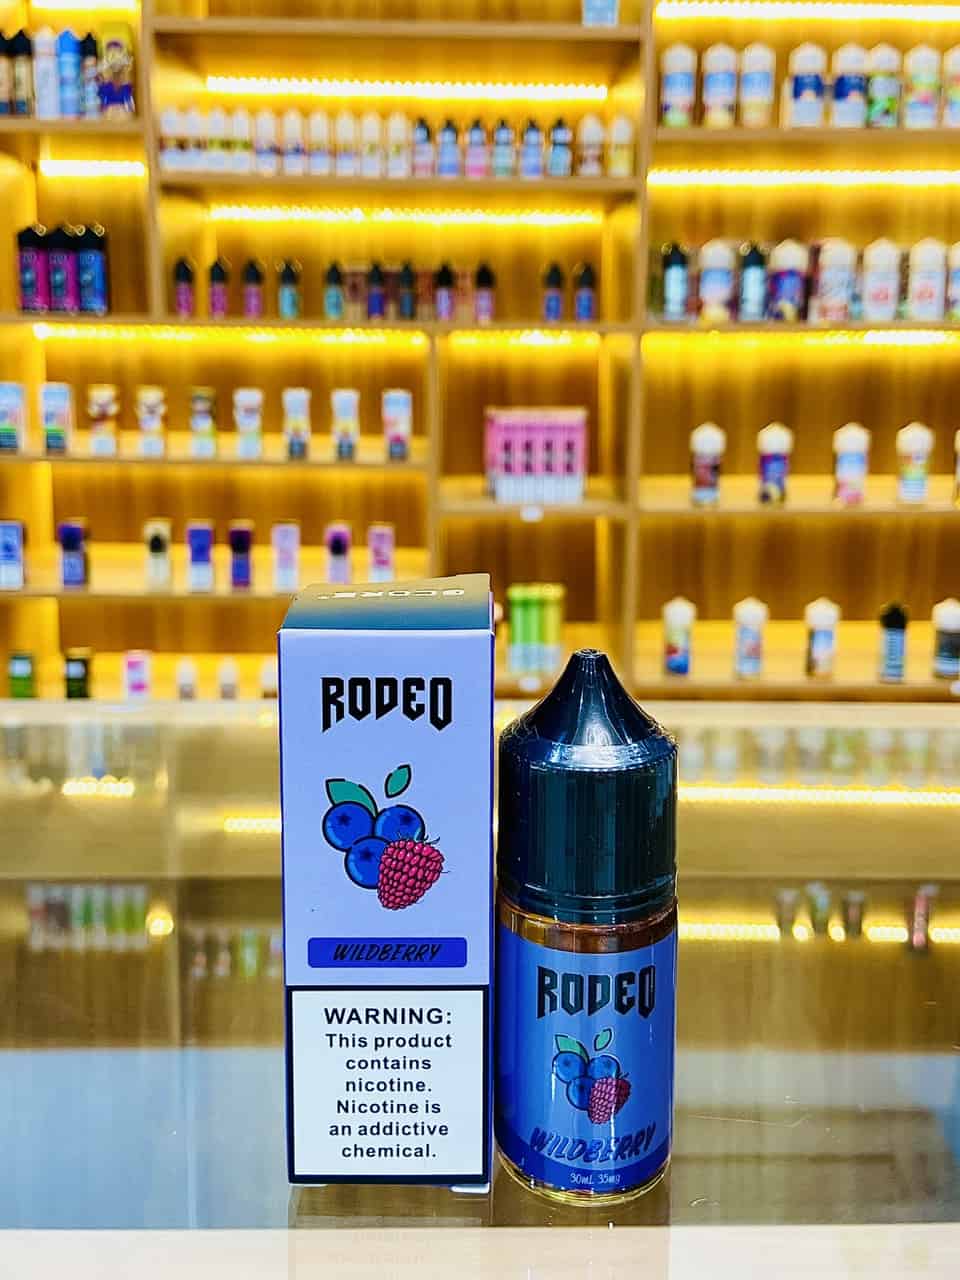 RODEO
WILDBERRY
WARNING:
This product
contains
nicotine.
Nicotine is
an addictive
chemical.
RODEO
WILDBERRY
30mL 35mg